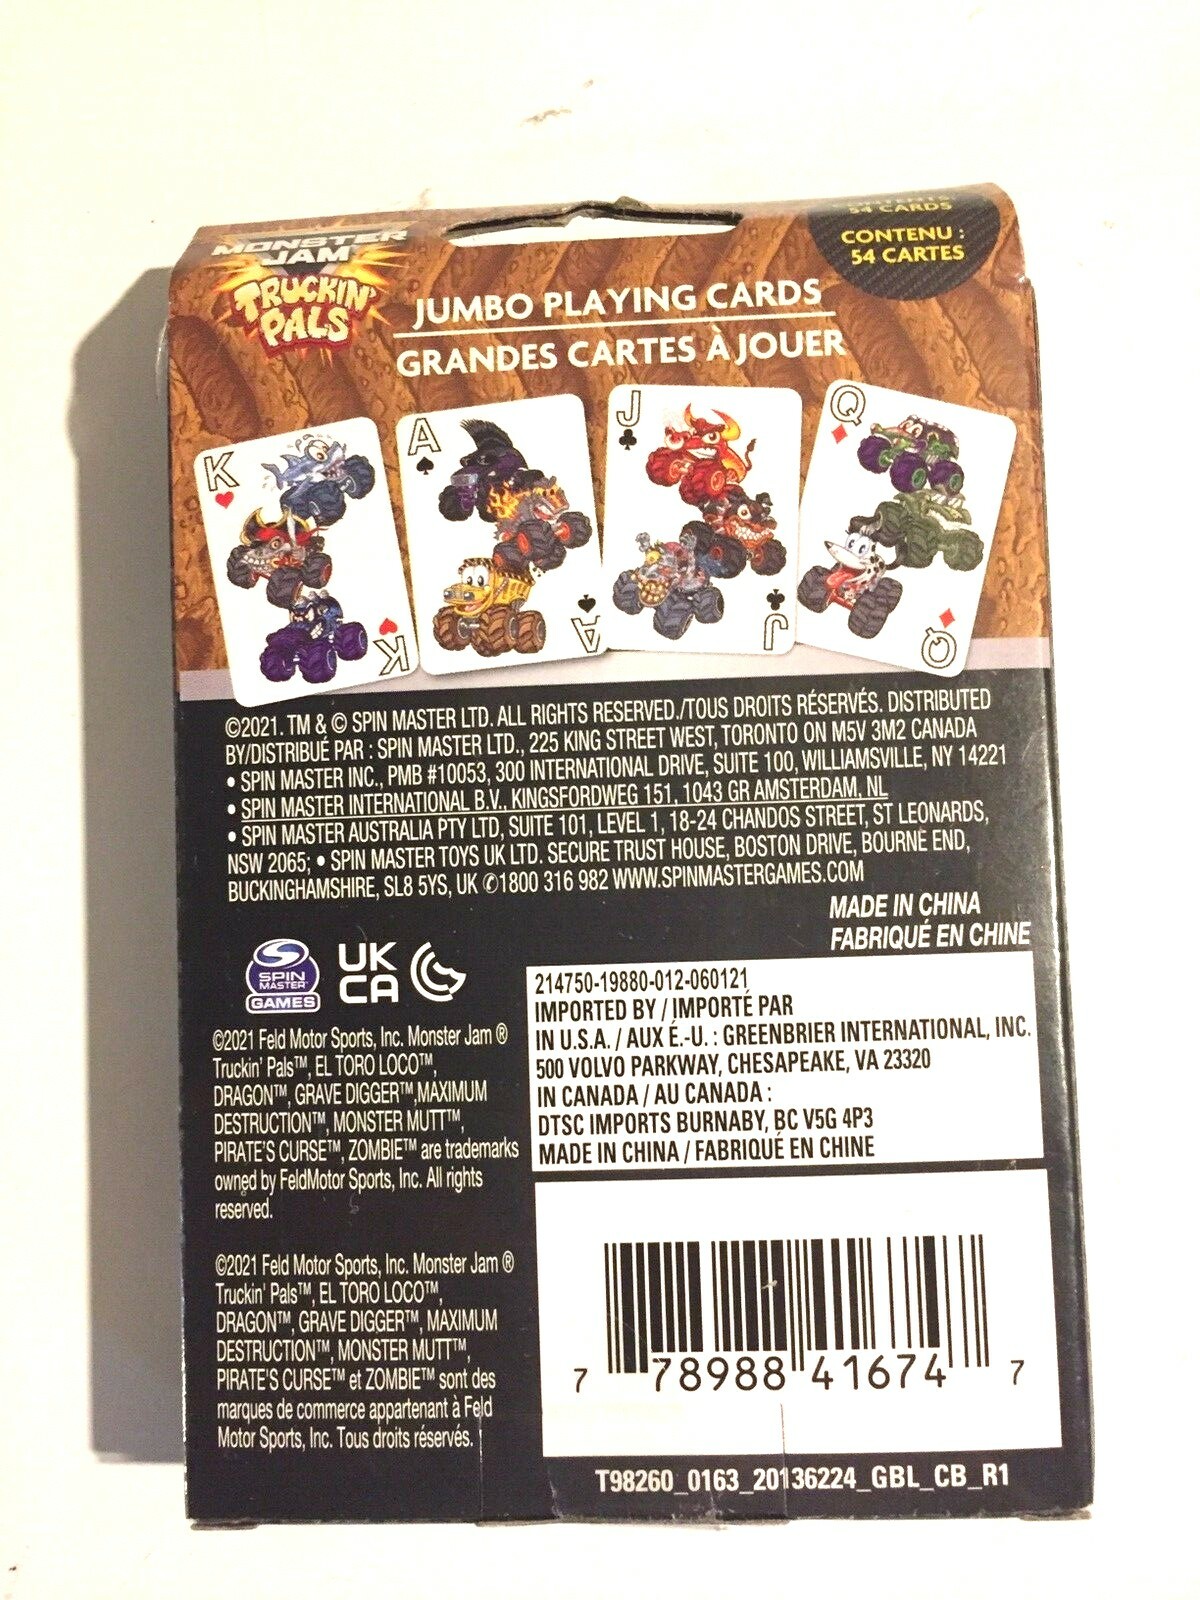 MONSTER
JAM
TRUCKIN'
PALS
54 CARDS
CONTENU :
54 CARTES
JUMBO PLAYING CARDS
GRANDES CARTES À JOUER
K
K
A
A
J
J
Q
Q
©2021. TM & © SPIN MASTER LTD. ALL RIGHTS RESERVED./TOUS DROITS RÉSERVÉS. DISTRIBUTED
BY/DISTRIBUÉ PAR : SPIN MASTER LTD., 225 KING STREET WEST, TORONTO ON M5V 3M2 CANADA
• SPIN MASTER INC., PMB #10053, 300 INTERNATIONAL DRIVE, SUITE 100, WILLIAMSVILLE, NY 14221
• SPIN MASTER INTERNATIONAL B.V., KINGSFORDWEG 151, 1043 GR AMSTERDAM, NL
• SPIN MASTER AUSTRALIA PTY LTD, SUITE 101, LEVEL 1, 18-24 CHANDOS STREET, ST LEONARDS,
NSW 2065; • SPIN MASTER TOYS UK LTD. SECURE TRUST HOUSE, BOSTON DRIVE, BOURNE END,
BUCKINGHAMSHIRE, SL8 5YS, UK ✆1800 316 982 WWW.SPINMASTERGAMES.COM
MADE IN CHINA
FABRIQUÉ EN CHINE
SPIN
MASTER
GAMES
UK
CA
214750-19880-012-060121
IMPORTED BY / IMPORTÉ PAR
IN U.S.A. / AUX É.-U. : GREENBRIER INTERNATIONAL, INC.
500 VOLVO PARKWAY, CHESAPEAKE, VA 23320
IN CANADA / AU CANADA :
DTSC IMPORTS BURNABY, BC V5G 4P3
MADE IN CHINA / FABRIQUÉ EN CHINE
©2021 Feld Motor Sports, Inc. Monster Jam ®
Truckin' Pals™, EL TORO LOCO™,
DRAGON™, GRAVE DIGGER™,MAXIMUM
DESTRUCTION™, MONSTER MUTT™,
PIRATE'S CURSE™, ZOMBIE™ are trademarks
owned by FeldMotor Sports, Inc. All rights
reserved.
©2021 Feld Motor Sports, Inc. Monster Jam ®
Truckin' Pals™, EL TORO LOCO™,
DRAGON™, GRAVE DIGGER™, MAXIMUM
DESTRUCTION™, MONSTER MUTT™,
PIRATE'S CURSE™ et ZOMBIE™ sont des
marques de commerce appartenant à Feld
Motor Sports, Inc. Tous droits réservés.
7 78988 41674 7
T98260_0163_20136224_GBL_CB_R1